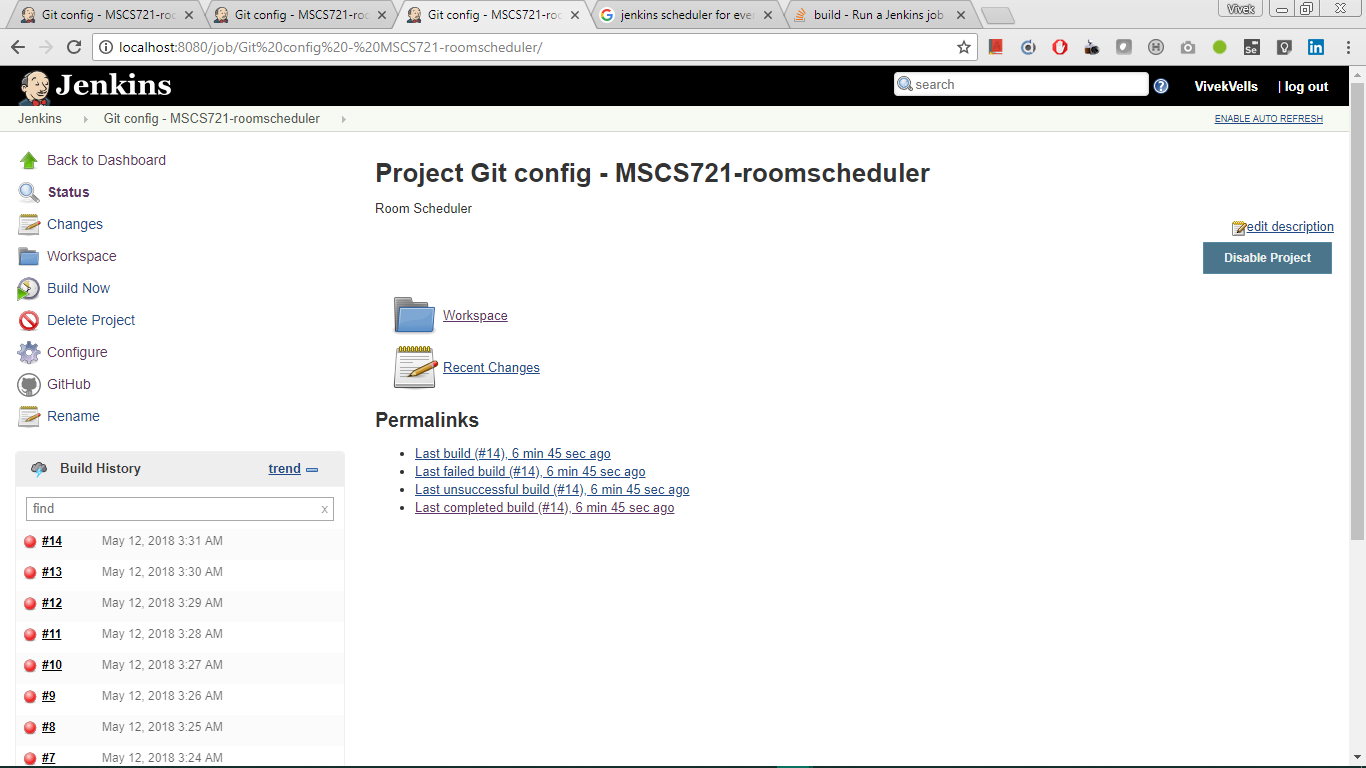 Git config - MSCS721-roo
Git config - MSCS721-roo
Git config - MSCS721-roo
jenkins scheduler for eve
build - Run a Jenkins job
Vivek
localhost:8080/job/Git%20config%20-%20MSCS721-roomscheduler/
Jenkins
search
VivekVells
| log out
Jenkins
Git config - MSCS721-roomscheduler
ENABLE AUTO REFRESH
Back to Dashboard
Status
Changes
Workspace
Build Now
Delete Project
Configure
GitHub
Rename
Project Git config - MSCS721-roomscheduler
Room Scheduler
edit description
Disable Project
Workspace
Recent Changes
Permalinks
Last build (#14), 6 min 45 sec ago
Last failed build (#14), 6 min 45 sec ago
Last unsuccessful build (#14), 6 min 45 sec ago
Last completed build (#14), 6 min 45 sec ago
Build History
trend
find
x
#14 May 12, 2018 3:31 AM
#13 May 12, 2018 3:30 AM
#12 May 12, 2018 3:29 AM
#11 May 12, 2018 3:28 AM
#10 May 12, 2018 3:27 AM
#9 May 12, 2018 3:26 AM
#8 May 12, 2018 3:25 AM
#7 May 12, 2018 3:24 AM